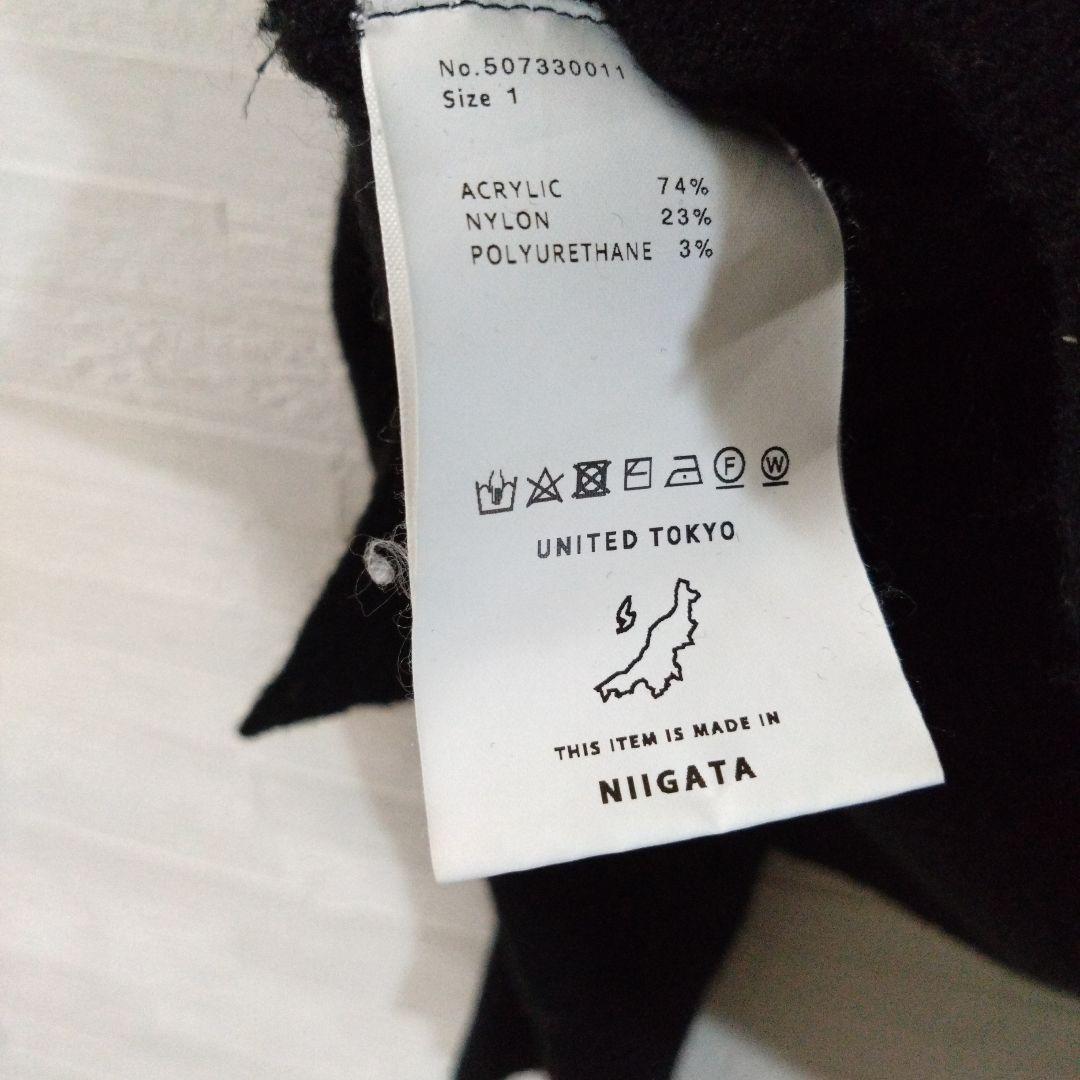 No.507330011
Size 1
ACRYLIC 74%
NYLON 23%
POLYURETHANE 3%
F W
UNITED TOKYO
THIS ITEM IS MADE IN
NIIGATA